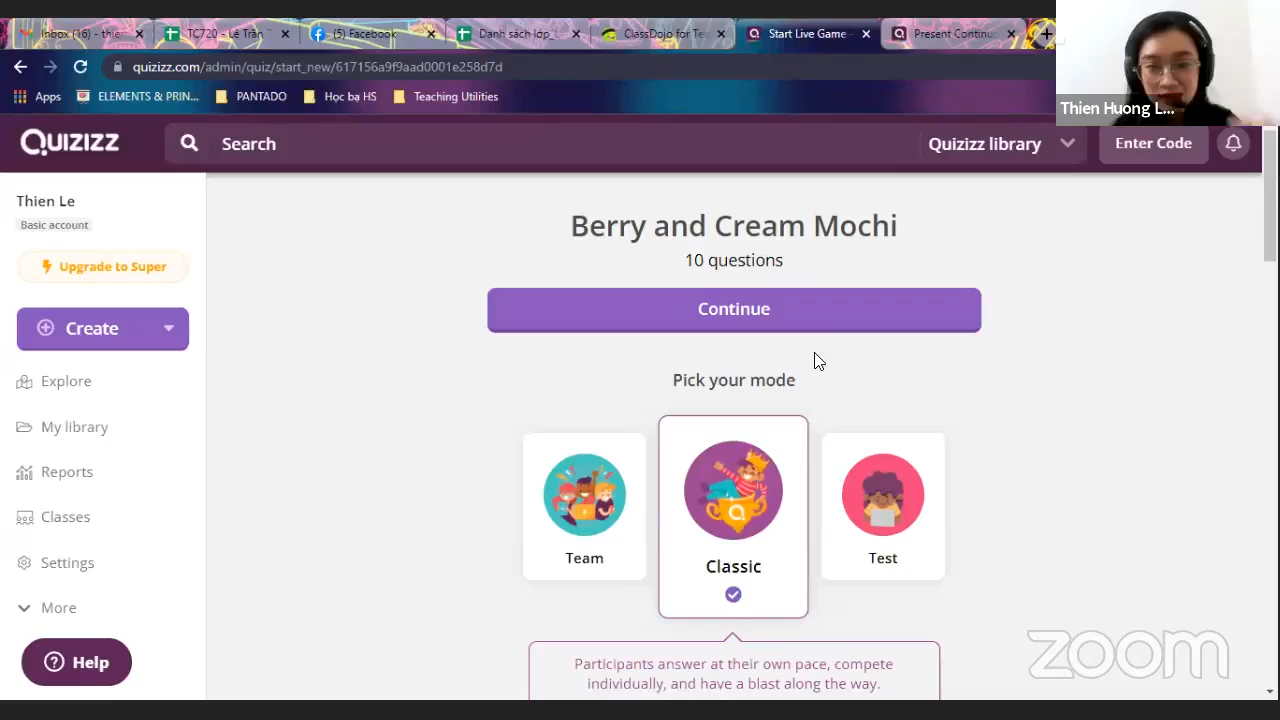 Inbox (16) - thie
TC720 - Lê Trần T
(5) Facebook
Danh sách lớp_L
ClassDojo for Te
Start Live Game -
Present Continu
quizizz.com/admin/quiz/start_new/617156a9f9aad0001e258d7d
Apps
ELEMENTS & PRIN...
PANTADO
Học bạ HS
Teaching Utilities
Thien Huong L...
QUIZIZZ
Search
Quizizz library
Enter Code
Thien Le
Basic account
Upgrade to Super
Create
Explore
My library
Reports
Classes
Settings
More
Help
Berry and Cream Mochi
10 questions
Continue
Pick your mode
Team
Classic
Test
Participants answer at their own pace, compete
individually, and have a blast along the way.
zoom